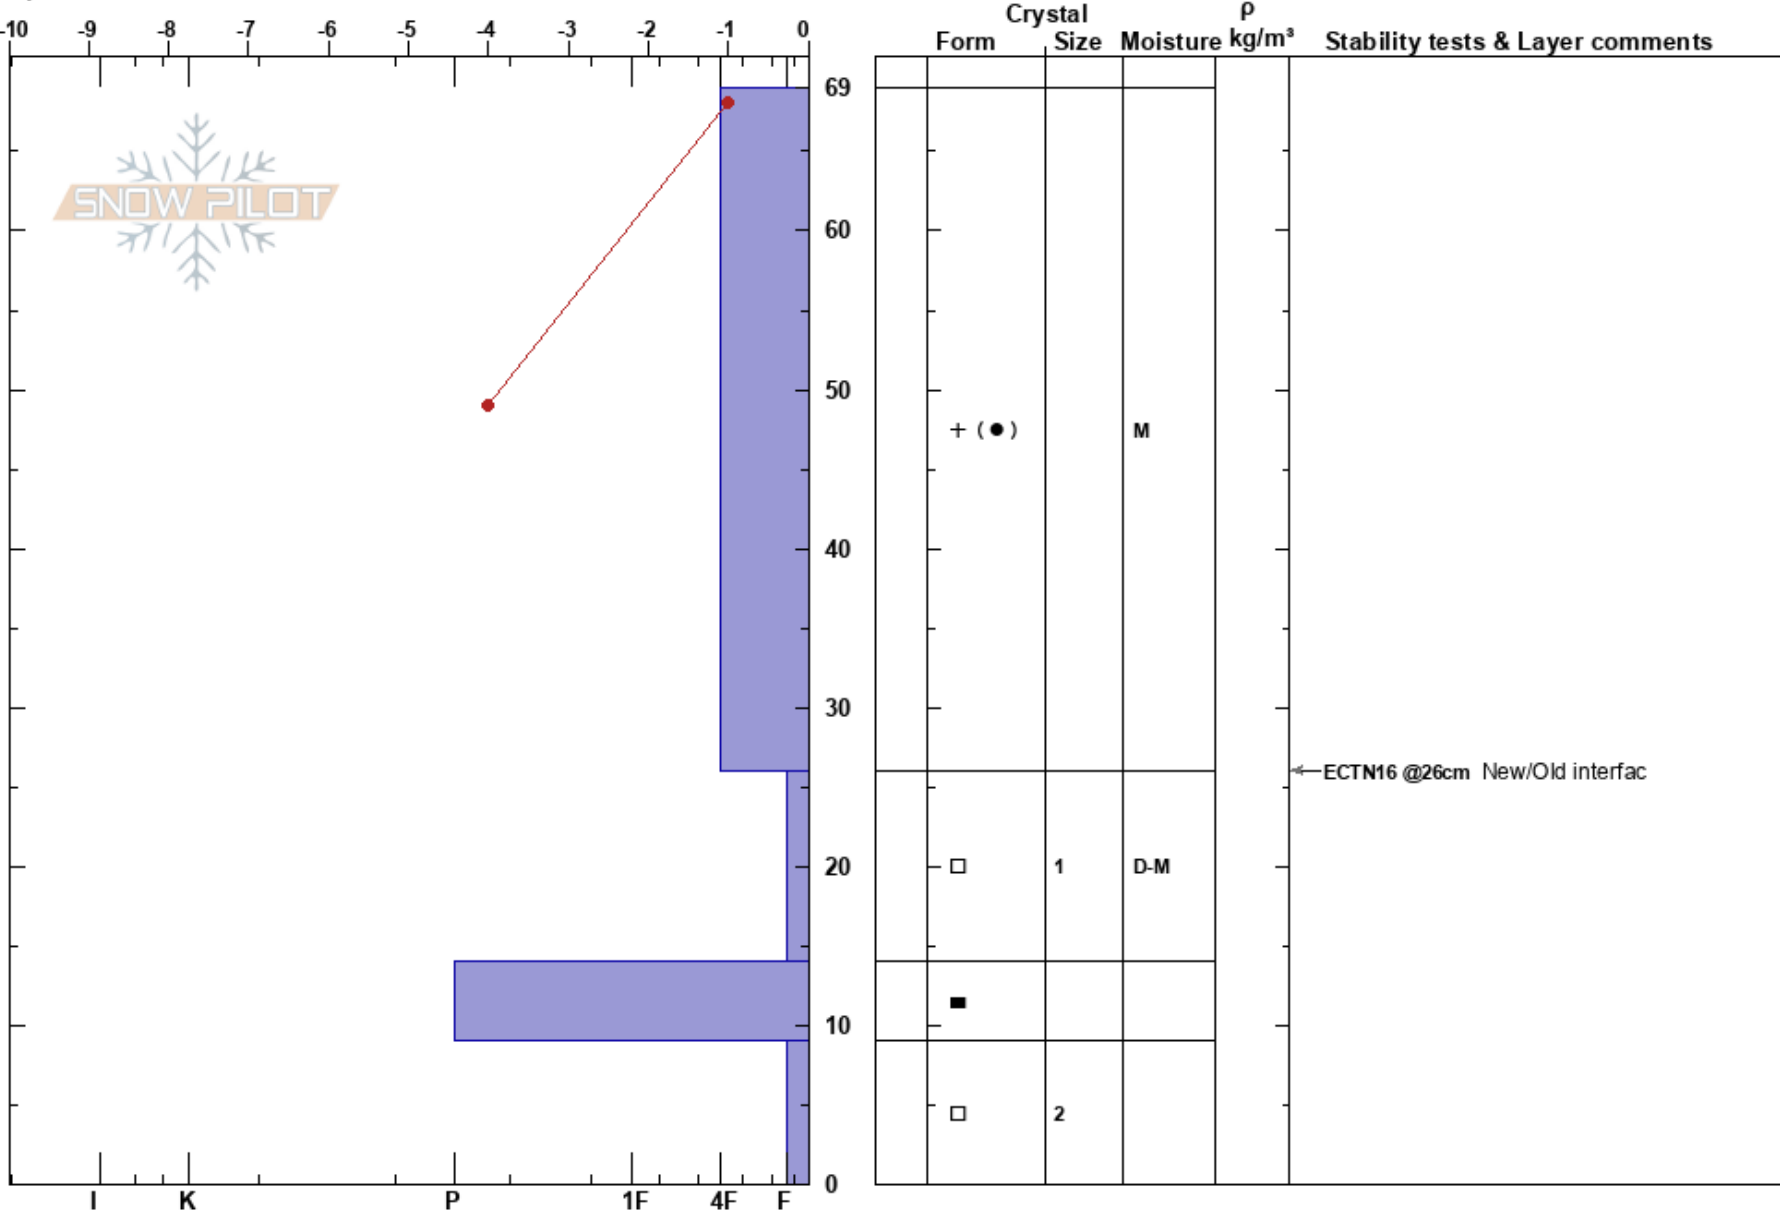 Crystal ρ
-10 -9 -8 -7 -6 -5 -4 -3 -2 -1 0
Form Size Moisture kg/m³ Stability tests & Layer comments
69
SNOW PILOT
60
50
+ (●) M
40
30
ECTN16 @26cm New/Old interfac
20 1 D-M
10
2
0
I K P 1F 4F F